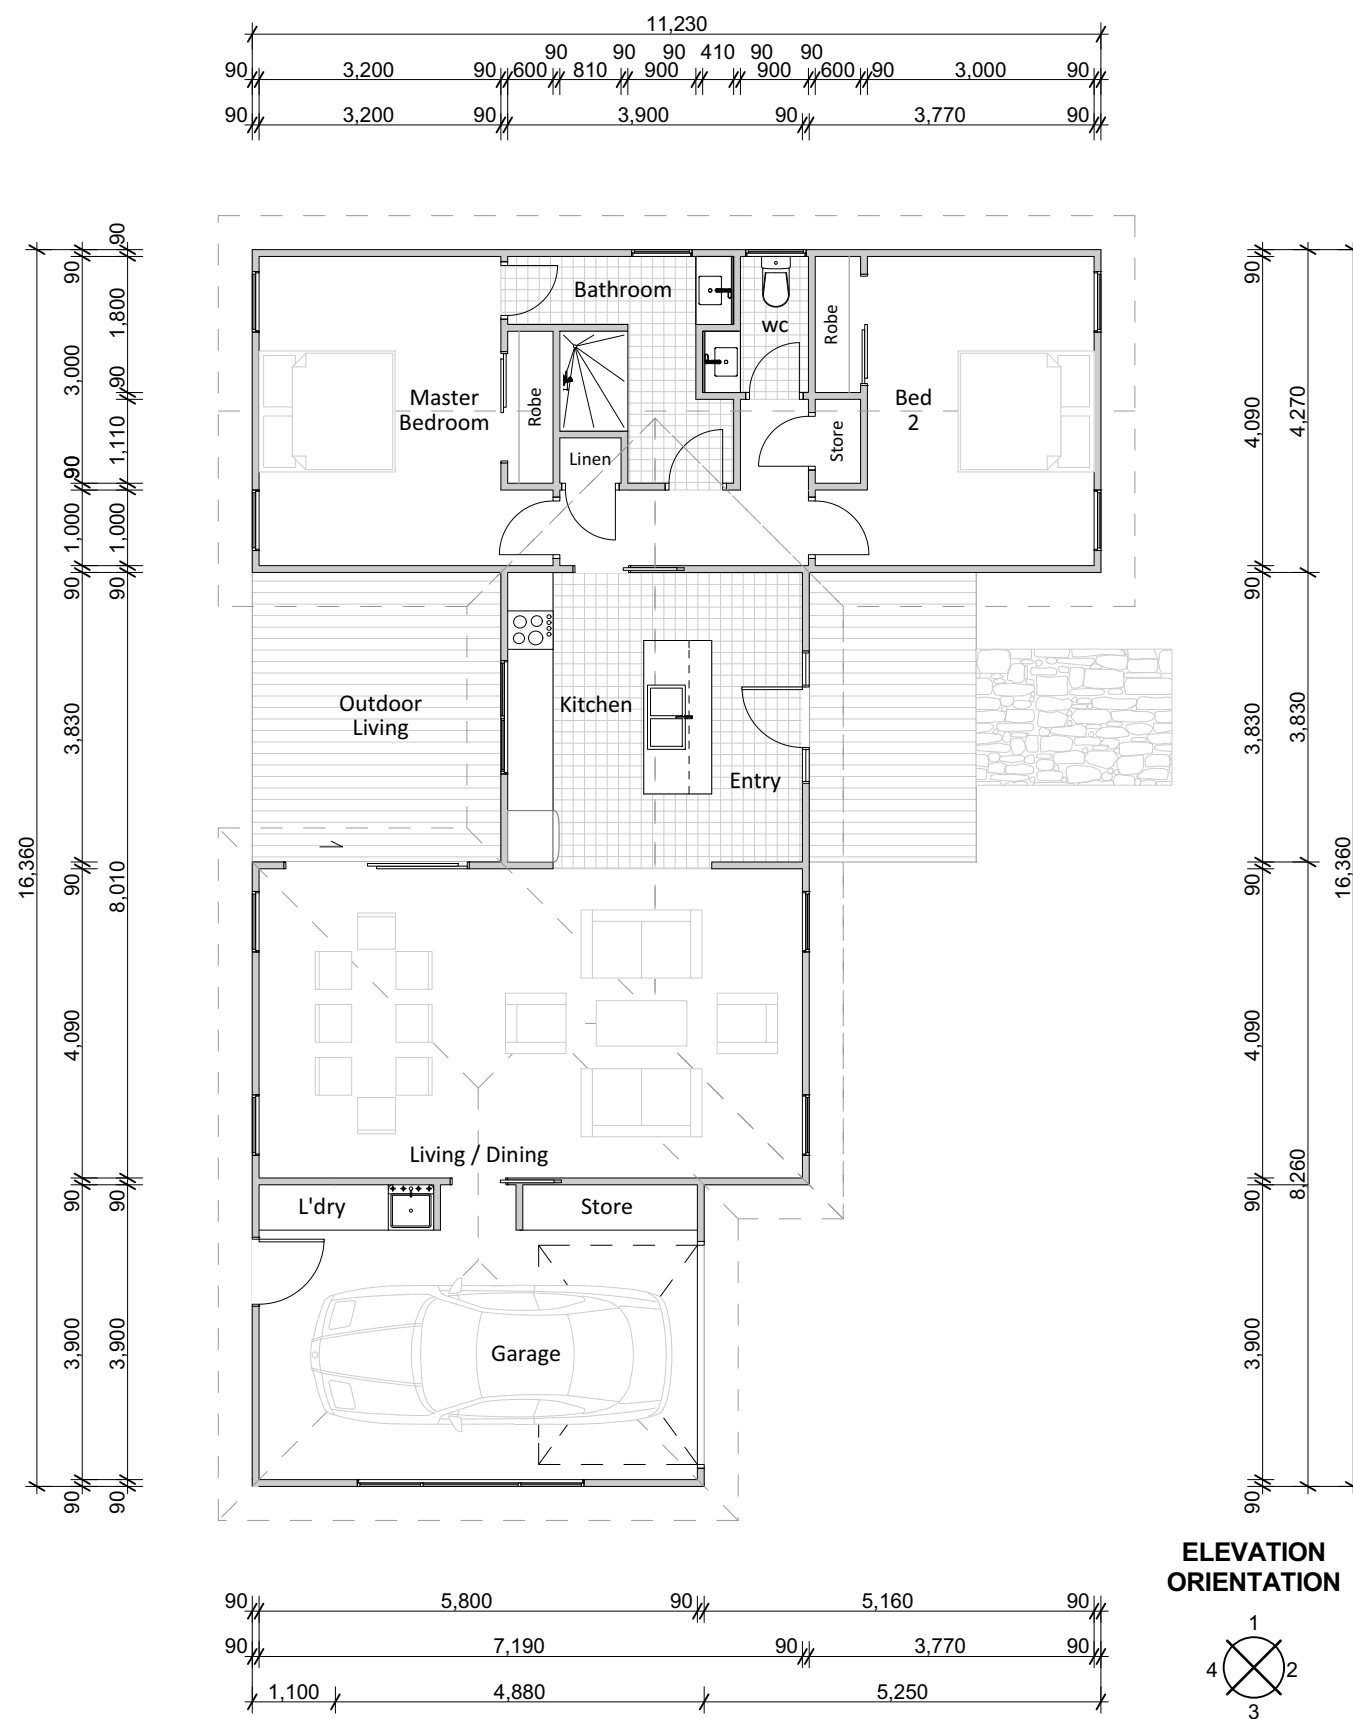 11,230
90 90 90 410 90 90
90 3,200 90 600 810 900 900 600 90 3,000 90
90 3,200 90 3,900 90 3,770 90
16,360
90 3,000 90 1,000 90 3,830 90 4,090 90 3,900 90
90 1,800 90 1,110 90 1,000 90 8,010 90 3,900 90
Bathroom
wc
Robe
Master
Bedroom
Robe
Bed
2
Store
Linen
Outdoor
Living
Kitchen
Entry
Living / Dining
L'dry
Store
Garage
90 4,090 90 3,830 90 4,090 90 3,900 90
4,270 3,830 8,260
16,360
ELEVATION
ORIENTATION
1
4 2
3
90 5,800 90 5,160 90
90 7,190 90 3,770 90
1,100 4,880 5,250